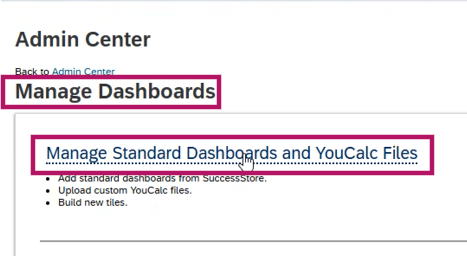 Admin Center
Back to Admin Center
Manage Dashboards
Manage Standard Dashboards and YouCalc Files
Add standard dashboards from SuccessStore.
Upload custom YouCalc files.
Build new tiles.